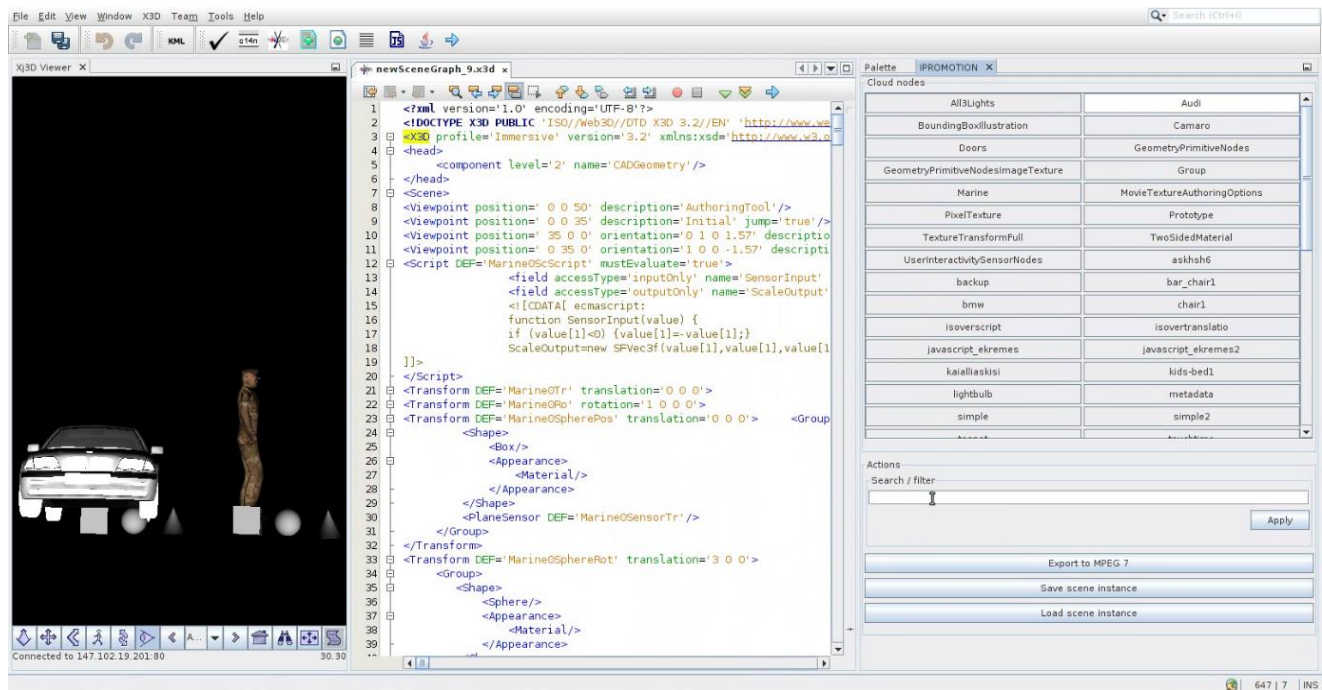 File Edit View Window X3D Team Tools Help
Search (Ctrl+I)
KML c14n JS
Xj3D Viewer X
newSceneGraph_9.x3d x
Palette IPROMOTION X
1 <?xml version='1.0' encoding='UTF-8'?>
2 <!DOCTYPE X3D PUBLIC 'ISO//Web3D//DTD X3D 3.2//EN' 'http://www.we
3 <X3D profile='Immersive' version='3.2' xmlns:xsd='http://www.w3.o
4 <head>
5 <component level='2' name='CADGeometry'/>
6 </head>
7 <Scene>
8 <Viewpoint position=' 0 0 50' description='AuthoringTool'/>
9 <Viewpoint position=' 0 0 35' description='Initial' jump='true'/>
10 <Viewpoint position=' 35 0 0' orientation='0 1 0 1.57' descriptio
11 <Viewpoint position=' 0 35 0' orientation='1 0 0 -1.57' descripti
12 <Script DEF='MarineOScScript' mustEvaluate='true'>
13 <field accessType='inputOnly' name='SensorInput'
14 <field accessType='outputOnly' name='ScaleOutput'
15 <![CDATA[ ecmascript:
16 function SensorInput(value) {
17 if (value[1]<0) {value[1]=-value[1];}
18 ScaleOutput=new SFVec3f(value[1],value[1],value[1
19 ]]>
20 </Script>
21 <Transform DEF='MarineOTr' translation='0 0 0'>
22 <Transform DEF='MarineORo' rotation='1 0 0 0'>
23 <Transform DEF='MarineOSpherePos' translation='0 0 0'> <Group
24 <Shape>
25 <Box/>
26 <Appearance>
27 <Material/>
28 </Appearance>
29 </Shape>
30 <PlaneSensor DEF='MarineOSensorTr'/>
31 </Group>
32 </Transform>
33 <Transform DEF='MarineOSphereRot' translation='3 0 0'>
34 <Group>
35 <Shape>
36 <Sphere/>
37 <Appearance>
38 <Material/>
39 </Appearance>
Cloud nodes
All3Lights Audi
BoundingBoxIllustration Camaro
Doors GeometryPrimitiveNodes
GeometryPrimitiveNodesImageTexture Group
Marine MovieTextureAuthoringOptions
PixelTexture Prototype
TextureTransformFull TwoSidedMaterial
UserInteractivitySensorNodes askhsh6
backup bar_chair1
bmw chair1
isoverscript isovertranslatio
javascript_ekremes javascript_ekremes2
kaialliaskisi kids-bed1
lightbulb metadata
simple simple2
Actions
Search / filter
Apply
Export to MPEG 7
Save scene instance
Load scene instance
A...
Connected to 147.102.19.201:80 30.30
647 | 7 INS